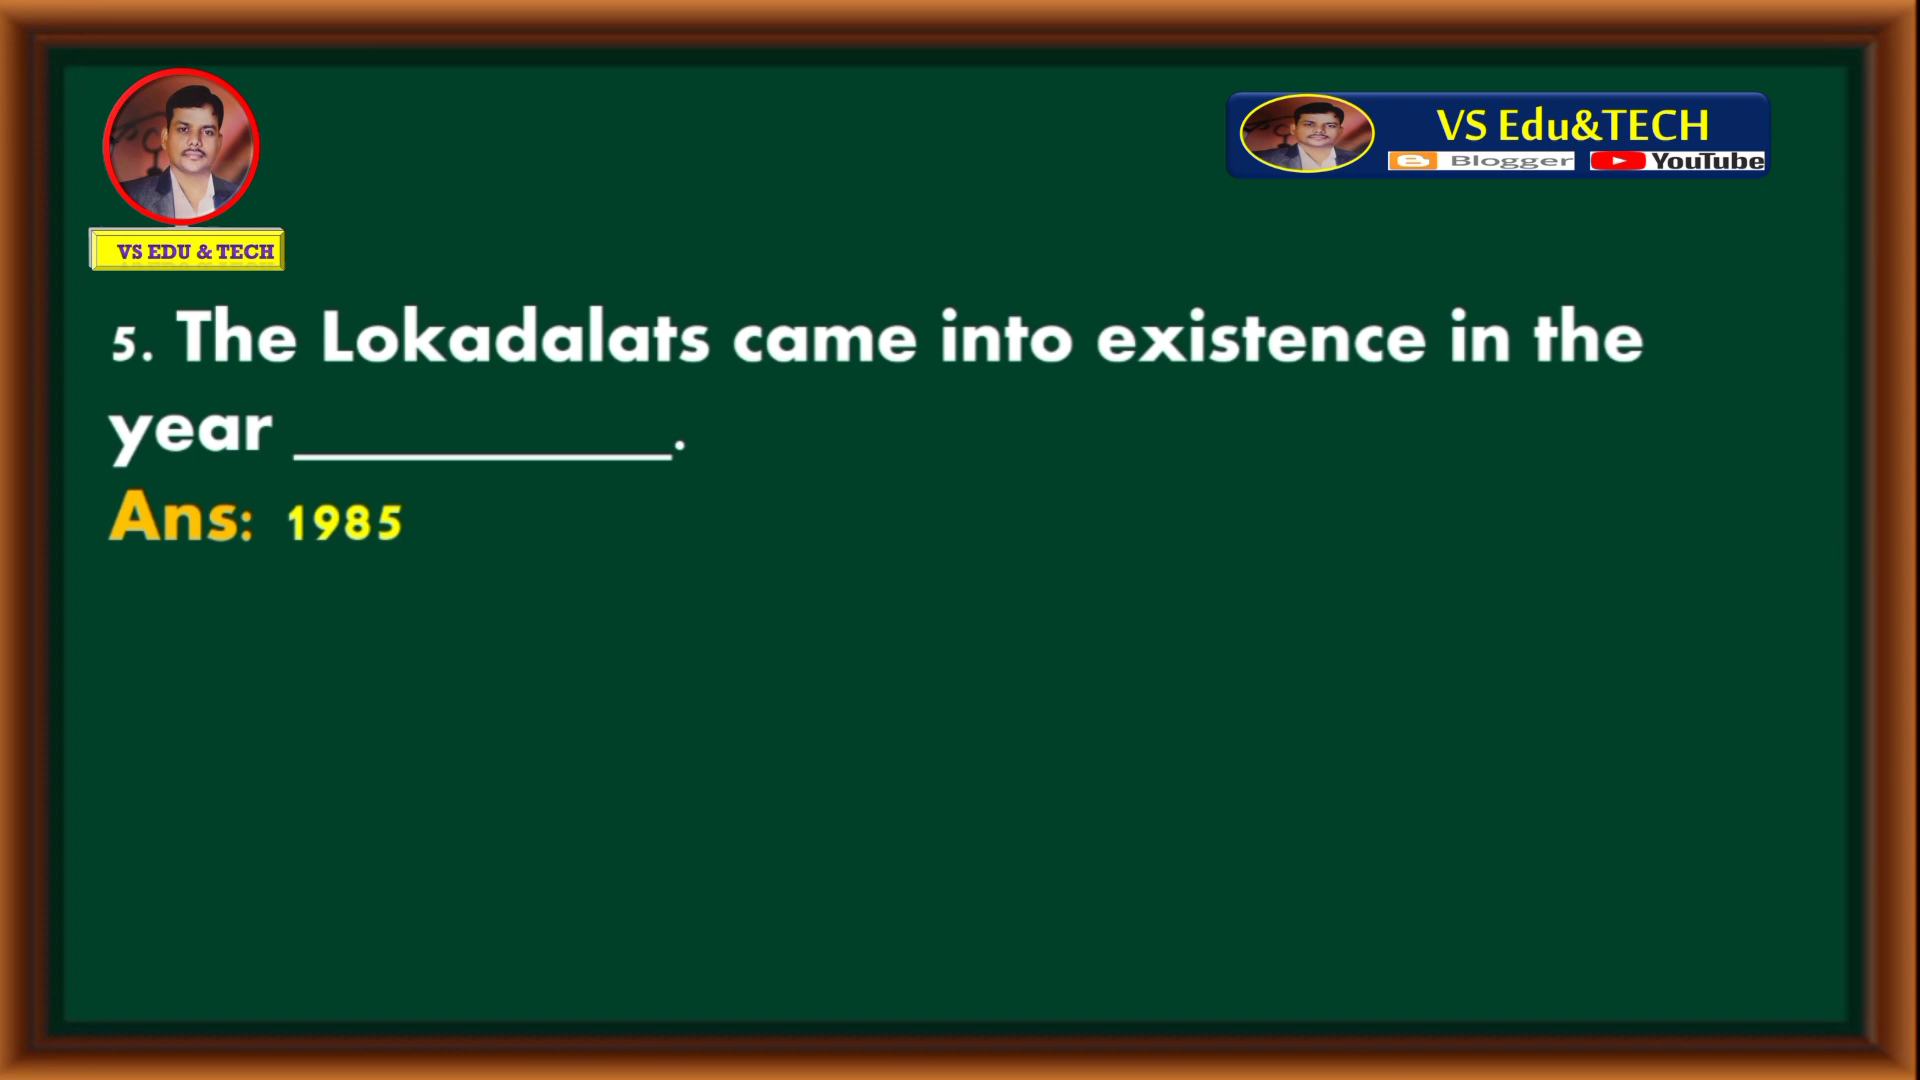 VS EDU & TECH
VS Edu&TECH
Blogger YouTube
5. The Lokadalats came into existence in the
year ___________.
Ans: 1985